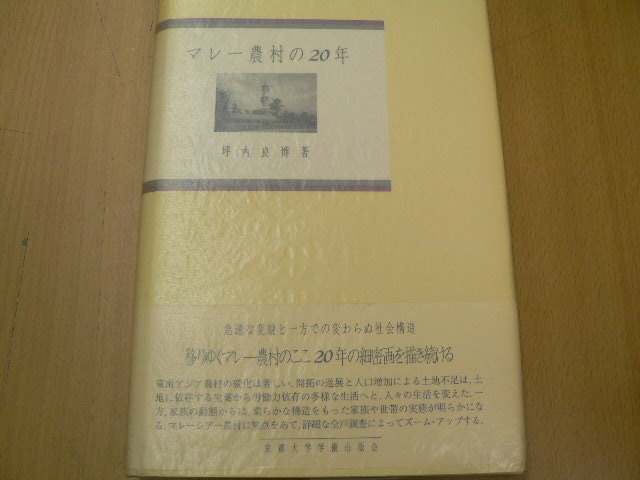 マレー農村の20年
坪内良博著
急速な変貌と一方での変わらぬ社会構造
移りゆくマレー農村のここ20年の細密画を描き続ける
東南アジア農村の変化は著しい。開拓の進展と人口増加による土地不足は、土
地に依存する生業から労働力依存の多様な生活へと、人々の生活を変えた。一
方、家族の動態からは、柔らかな構造をもった家族や世帯の実態が明らかにな
る。マレーシア一農村に焦点をあて、詳細な全戸調査によってズーム・アップする。
京都大学学術出版会